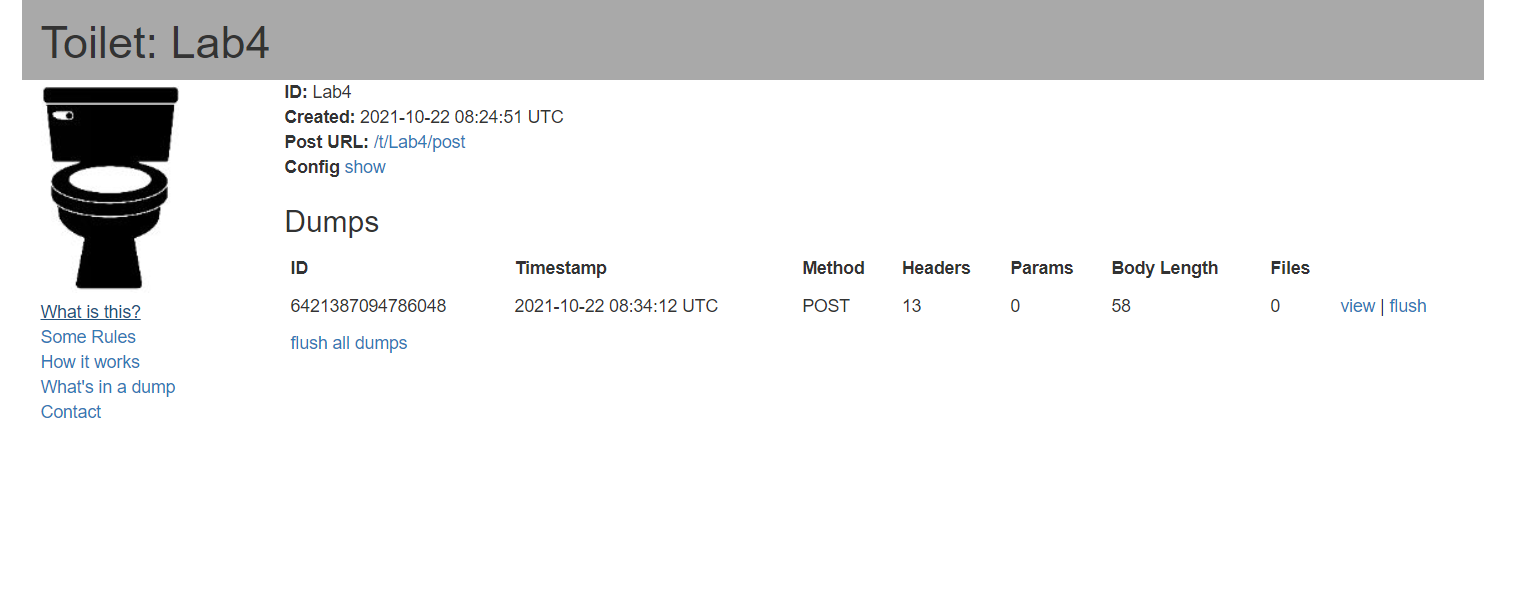 Toilet: Lab4
ID: Lab4
Created: 2021-10-22 08:24:51 UTC
Post URL: /t/Lab4/post
Config show
Dumps
ID Timestamp Method Headers Params Body Length Files
6421387094786048 2021-10-22 08:34:12 UTC POST 13 0 58 0 view | flush
flush all dumps
What is this?
Some Rules
How it works
What's in a dump
Contact